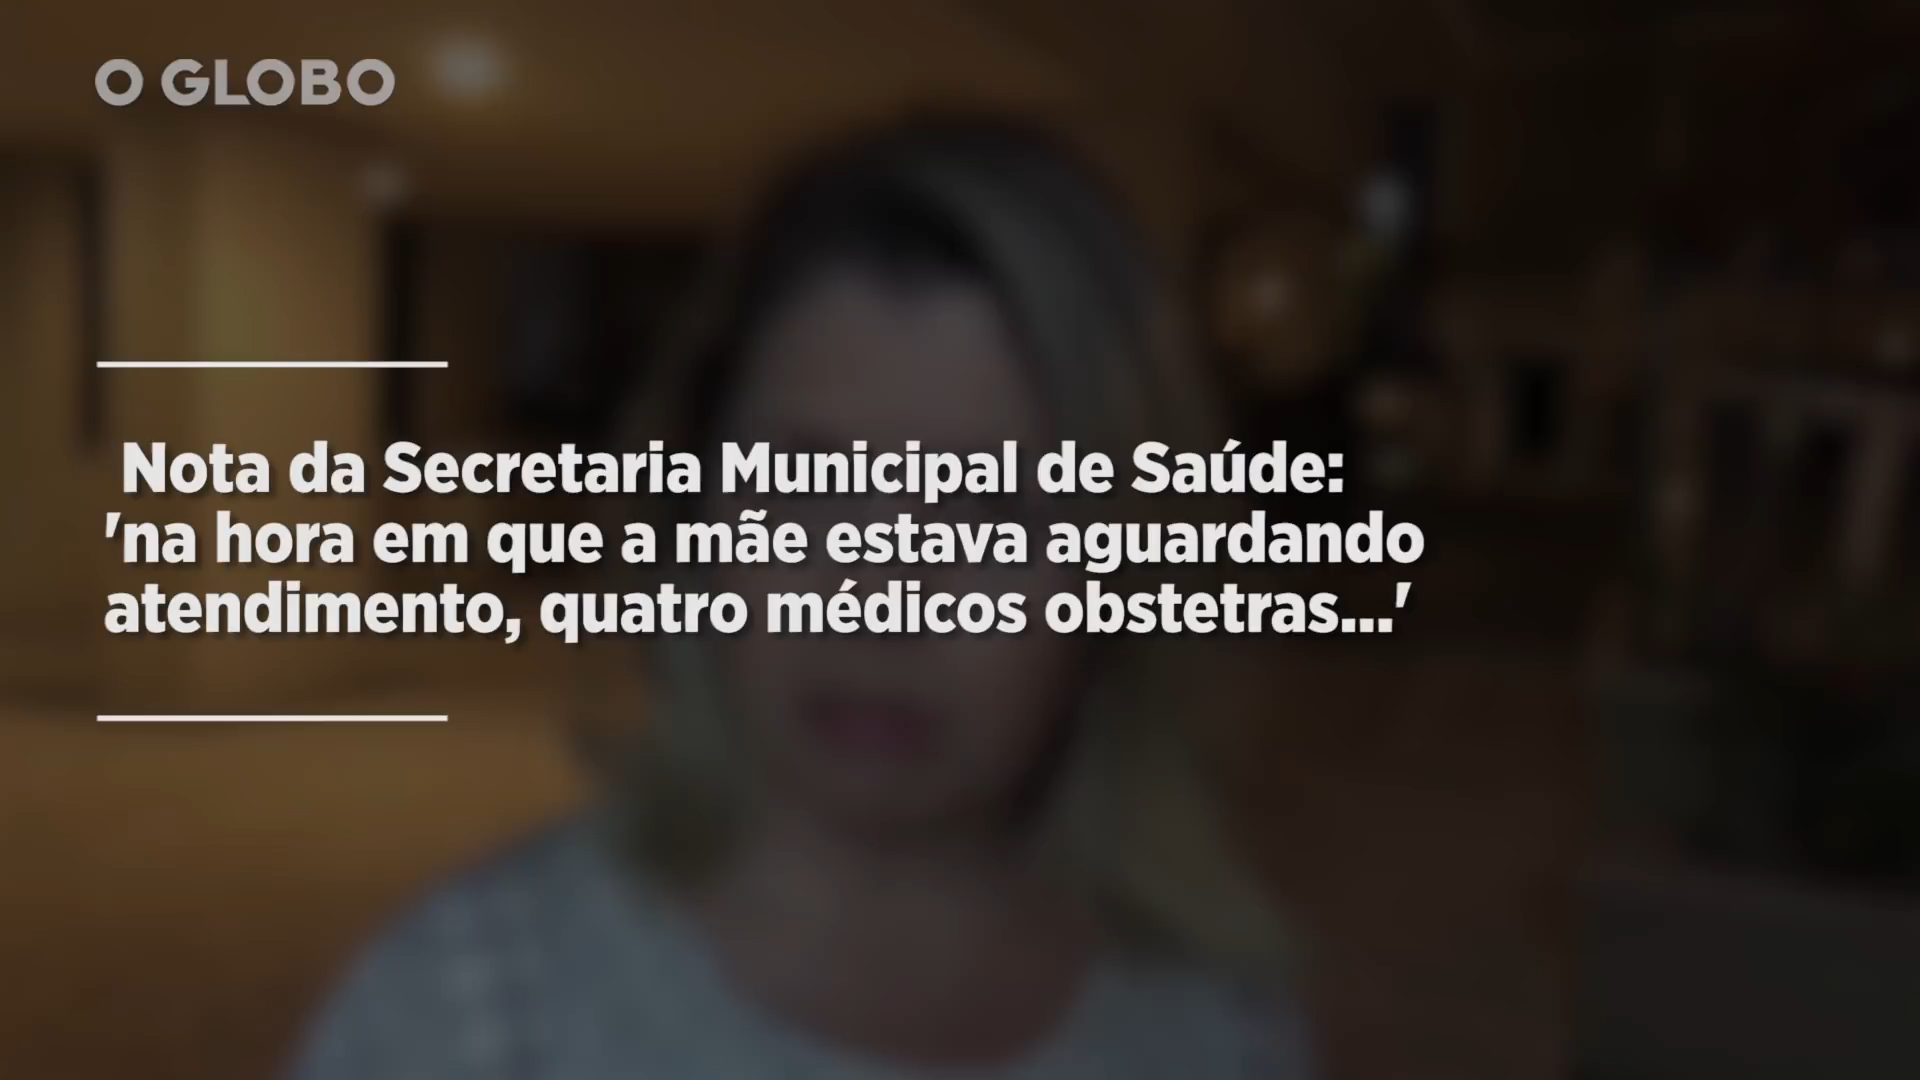 O GLOBO
Nota da Secretaria Municipal de Saúde:
'na hora em que a mãe estava aguardando
atendimento, quatro médicos obstetras...'